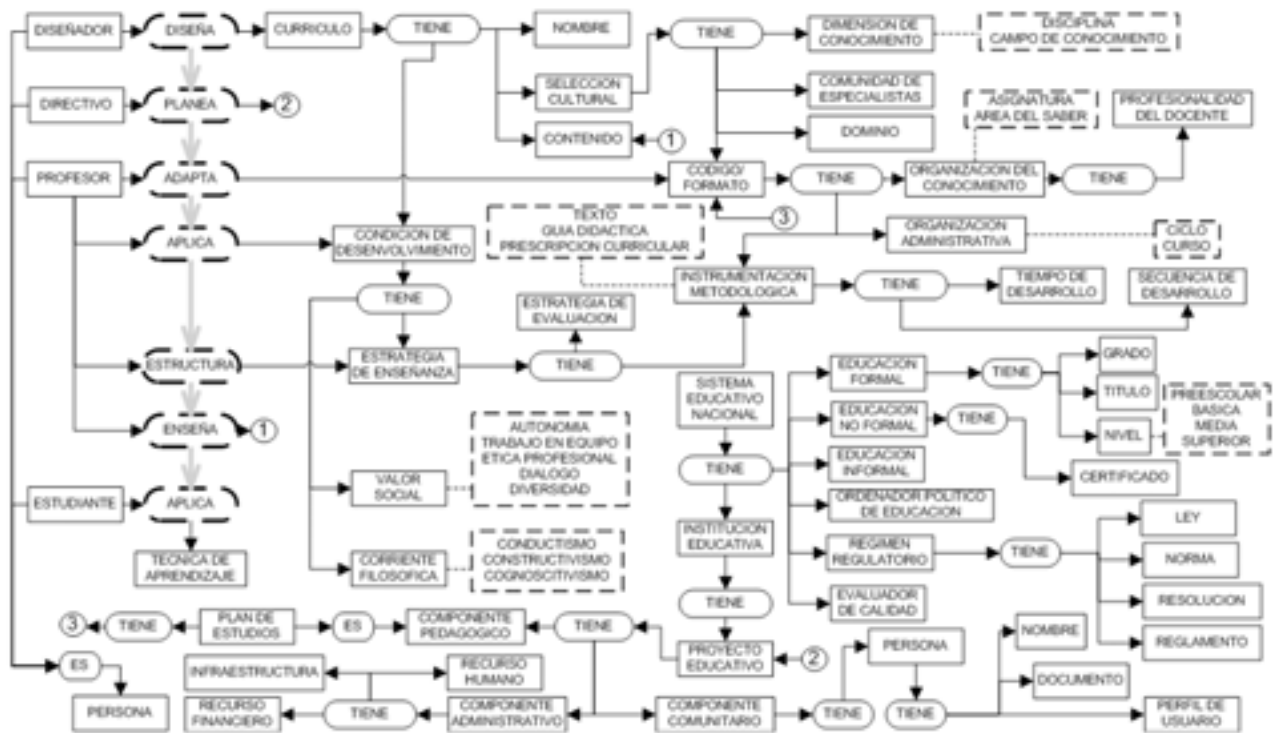 DISEÑADOR
DISEÑA
CURRICULO
TIENE
NOMBRE
TIENE
DIMENSION DE
CONOCIMIENTO
DISCIPLINA
CAMPO DE CONOCIMIENTO
DIRECTIVO
PLANEA
2
SELECCION
CULTURAL
COMUNIDAD DE
ESPECIALISTAS
ASIGNATURA
AREA DEL SABER
PROFESIONALIDAD
DEL DOCENTE
CONTENIDO
1
DOMINIO
PROFESOR
ADAPTA
CODIGO/
FORMATO
TIENE
ORGANIZACION DEL
CONOCIMIENTO
TIENE
3
APLICA
CONDICION DE
DESENVOLVIMIENTO
TEXTO
GUIA DIDACTICA
PRESCRIPCION CURRICULAR
ORGANIZACION
ADMINISTRATIVA
CICLO
CURSO
TIENE
INSTRUMENTACION
METODOLOGICA
TIENE
TIEMPO DE
DESARROLLO
SECUENCIA DE
DESARROLLO
ESTRATEGIA DE
EVALUACION
ESTRUCTURA
ESTRATEGIA
DE ENSEÑANZA
TIENE
SISTEMA
EDUCATIVO
NACIONAL
EDUCACION
FORMAL
TIENE
GRADO
TITULO
NIVEL
PREESCOLAR
BASICA
MEDIA
SUPERIOR
ENSEÑA
1
AUTONOMIA
TRABAJO EN EQUIPO
ETICA PROFESIONAL
DIALOGO
DIVERSIDAD
EDUCACION
NO FORMAL
TIENE
TIENE
EDUCACION
INFORMAL
CERTIFICADO
ESTUDIANTE
APLICA
VALOR
SOCIAL
ORDENADOR POLITICO
DE EDUCACION
TECNICA DE
APRENDIZAJE
CORRIENTE
FILOSOFICA
CONDUCTISMO
CONSTRUCTIVISMO
COGNOSCITIVISMO
INSTITUCION
EDUCATIVA
REGIMEN
REGULATORIO
TIENE
LEY
NORMA
RESOLUCION
REGLAMENTO
TIENE
EVALUADOR
DE CALIDAD
3
TIENE
PLAN DE
ESTUDIOS
ES
COMPONENTE
PEDAGOGICO
TIENE
PROYECTO
EDUCATIVO
2
PERSONA
NOMBRE
ES
INFRAESTRUCTURA
RECURSO
HUMANO
DOCUMENTO
PERSONA
RECURSO
FINANCIERO
TIENE
COMPONENTE
ADMINISTRATIVO
COMPONENTE
COMUNITARIO
TIENE
TIENE
PERFIL DE
USUARIO